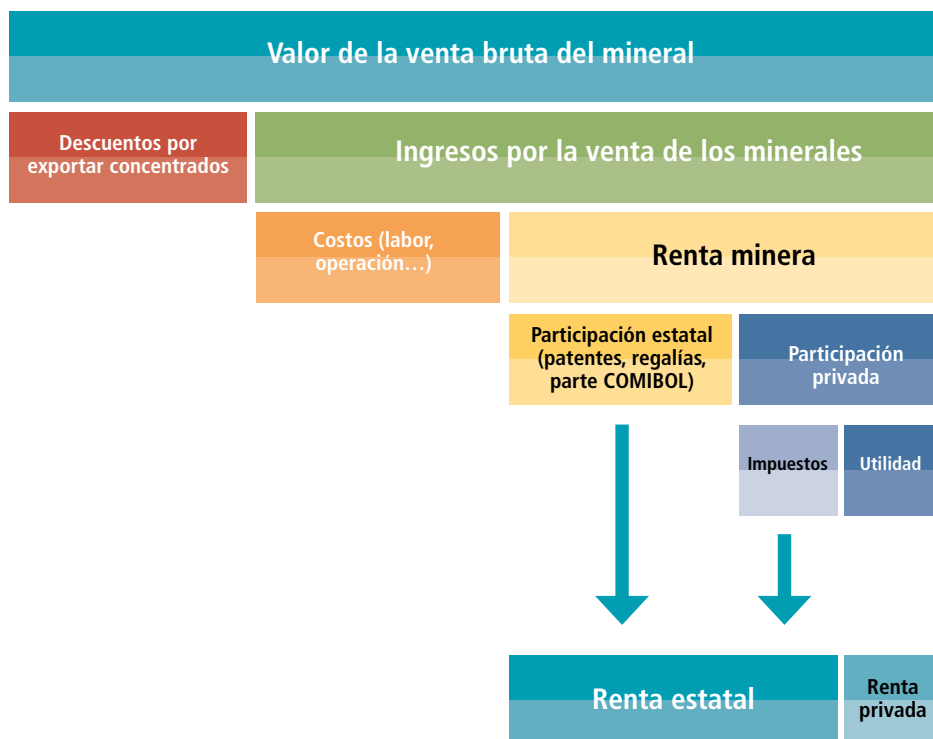 Valor de la venta bruta del mineral
Descuentos por
exportar concentrados
Ingresos por la venta de los minerales
Costos (labor,
operación…)
Renta minera
Participación estatal
(patentes, regalías,
parte COMIBOL)
Participación
privada
Impuestos
Utilidad
Renta estatal
Renta
privada